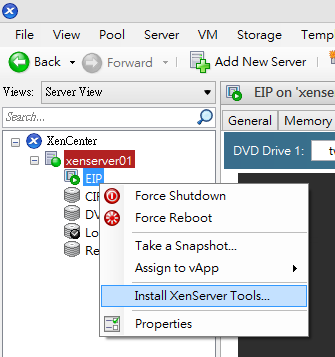 File View Pool Server VM Storage Temp
Back Forward Add New Server
Views: Server View
EIP on 'xense
Search...
General Memory
XenCenter
DVD Drive 1:
xenserver01
EIP
CIF
DV
Lo
Re
Force Shutdown
Force Reboot
Take a Snapshot...
Assign to vApp
Install XenServer Tools...
Properties